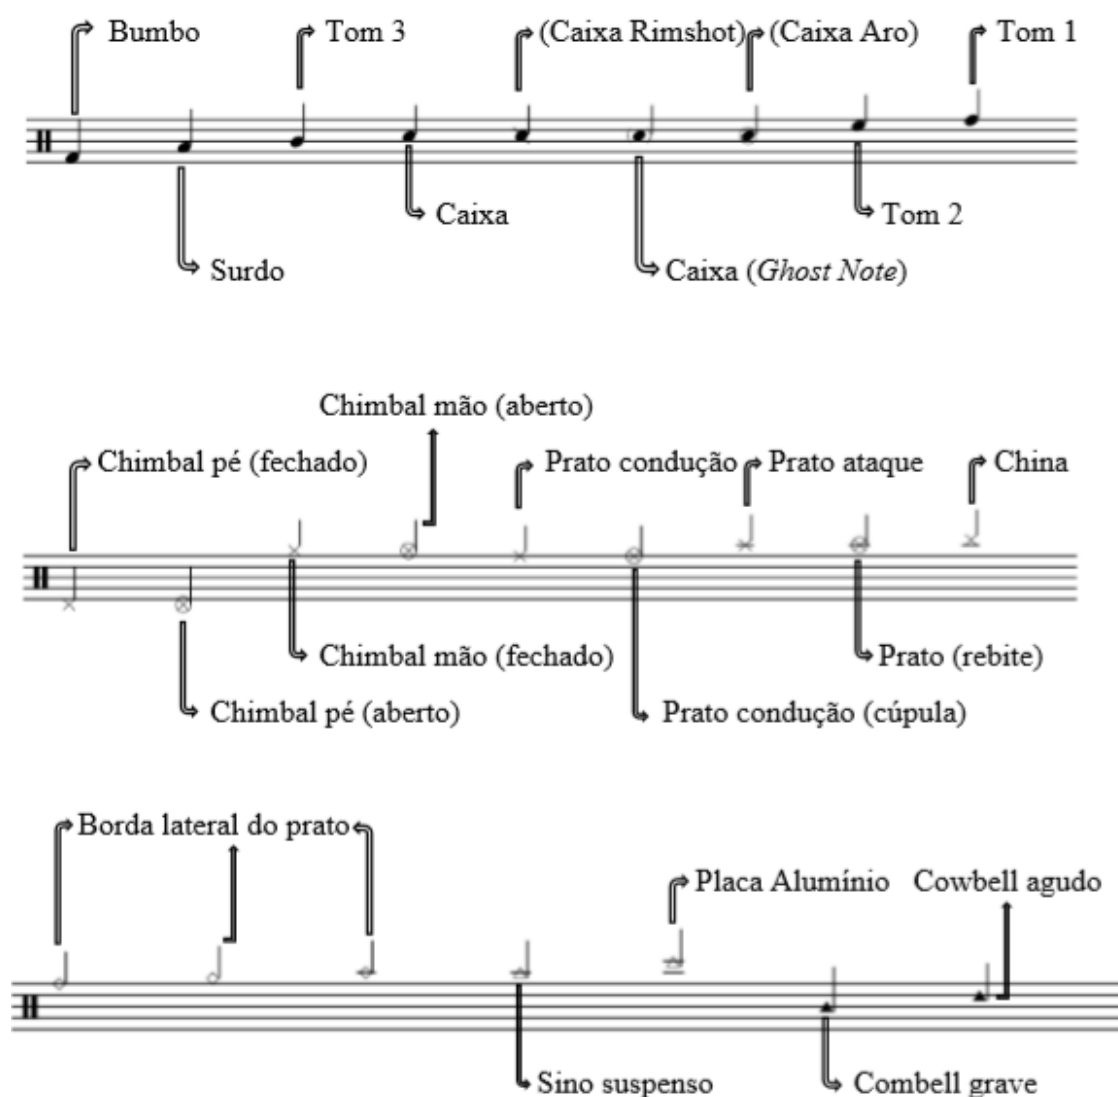 Bumbo
Tom 3
(Caixa Rimshot)
(Caixa Aro)
Tom 1
Caixa
Tom 2
Surdo
Caixa (Ghost Note)
Chimbal mão (aberto)
Chimbal pé (fechado)
Prato condução
Prato ataque
China
Chimbal mão (fechado)
Prato (rebite)
Chimbal pé (aberto)
Prato condução (cúpula)
Borda lateral do prato
Placa Alumínio
Cowbell agudo
Sino suspenso
Combell grave